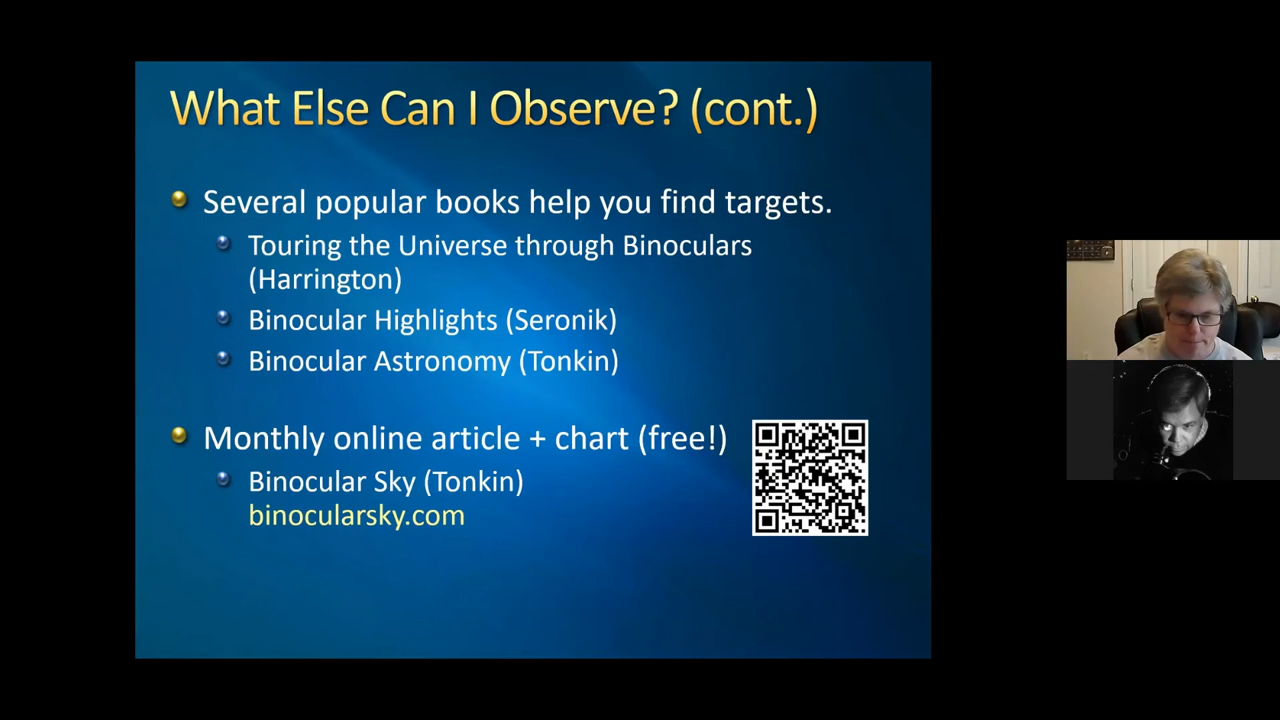 What Else Can I Observe? (cont.)
Several popular books help you find targets.
Touring the Universe through Binoculars
(Harrington)
Binocular Highlights (Seronik)
Binocular Astronomy (Tonkin)
Monthly online article + chart (free!)
Binocular Sky (Tonkin)
binocularsky.com